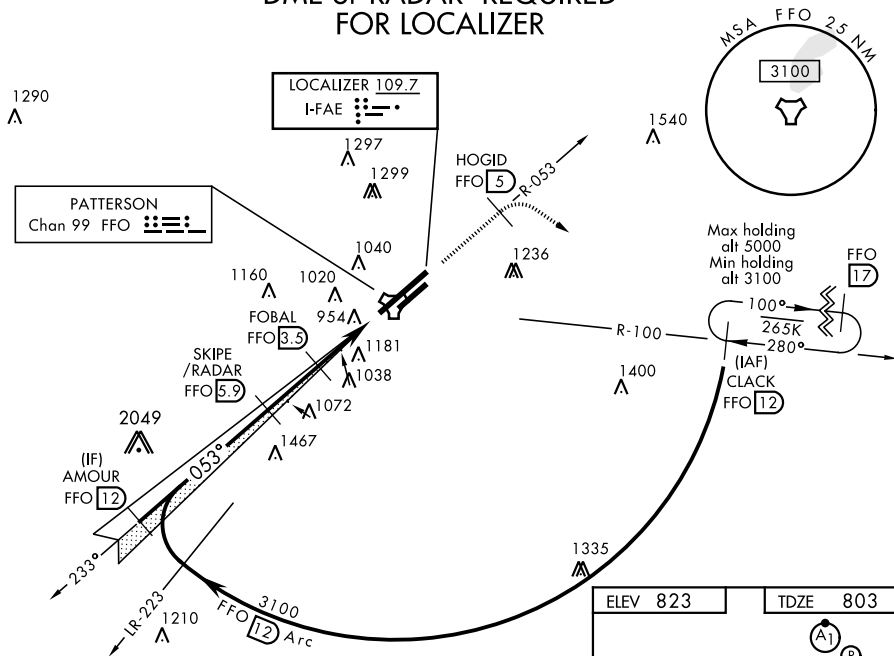 FOR LOCALIZER
MSA FFO 25 NM
3100
1290
LOCALIZER 109.7
I-FAE
1297
1299
1540
HOGID
FFO 5
R-053
PATTERSON
Chan 99 FFO
1040
1236
Max holding
alt 5000
Min holding
alt 3100
FFO
17
1160
1020
954
100°
265K
280°
R-100
FOBAL
FFO 3.5
1181
1038
SKIPE
/RADAR
FFO 5.9
(IAF)
CLACK
FFO 12
1400
1072
2049
1467
053°
(IF)
AMOUR
FFO 12
233°
LR-223
1210
3100
FFO 12 Arc
1335
ELEV 823
TDZE 803
A1